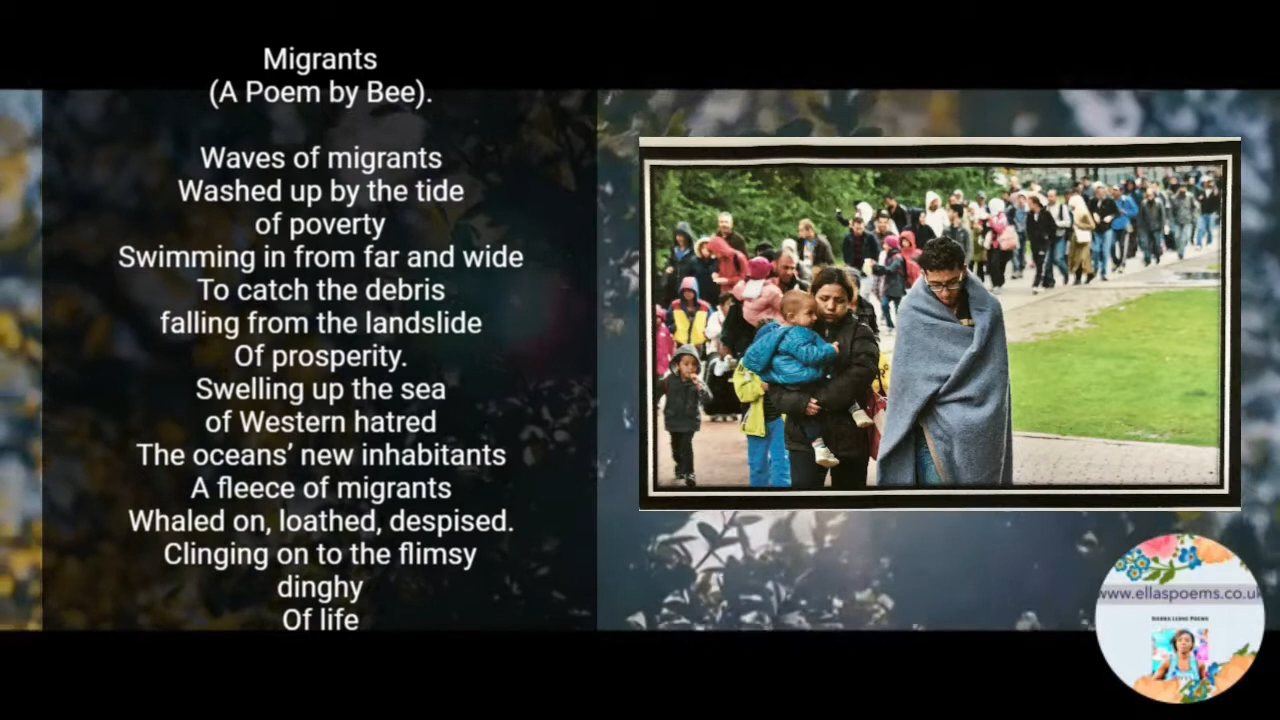 Migrants
(A Poem by Bee).
Waves of migrants
Washed up by the tide
of poverty
Swimming in from far and wide
To catch the debris
falling from the landslide
Of prosperity.
Swelling up the sea
of Western hatred
The oceans’ new inhabitants
A fleece of migrants
Whaled on, loathed, despised.
Clinging on to the flimsy
dinghy
Of life
www.ellaspoems.co.uk
SIERRA LEONE POEMS